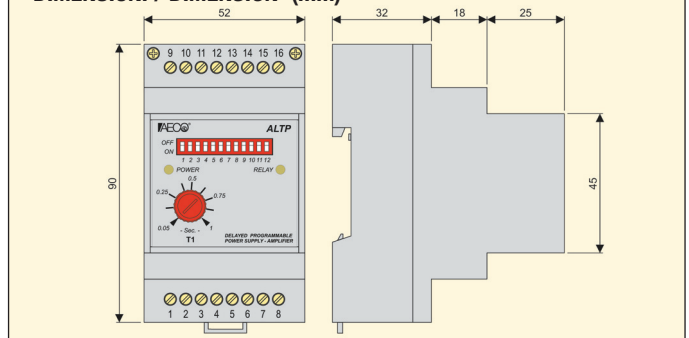 DIMENSIONI / DIMENSION (mm)
52
32
18
25
9 10 11 12 13 14 15 16
AECO
ALTP
OFF
ON
1 2 3 4 5 6 7 8 9 10 11 12
POWER
RELAY
0.5
0.25
0.75
0.05
- Sec. -
1
T1
DELAYED PROGRAMMABLE
POWER SUPPLY - AMPLIFIER
90
45
1 2 3 4 5 6 7 8